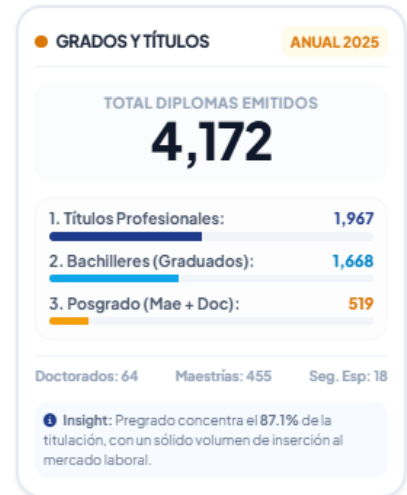 GRADOS Y TÍTULOS
ANUAL 2025
TOTAL DIPLOMAS EMITIDOS
4,172
1. Títulos Profesionales: 1,967
2. Bachilleres (Graduados): 1,668
3. Posgrado (Mae + Doc): 519
Doctorados: 64 Maestrías: 455 Seg. Esp: 18
Insight: Pregrado concentra el 87.1% de la
titulación, con un sólido volumen de inserción al
mercado laboral.